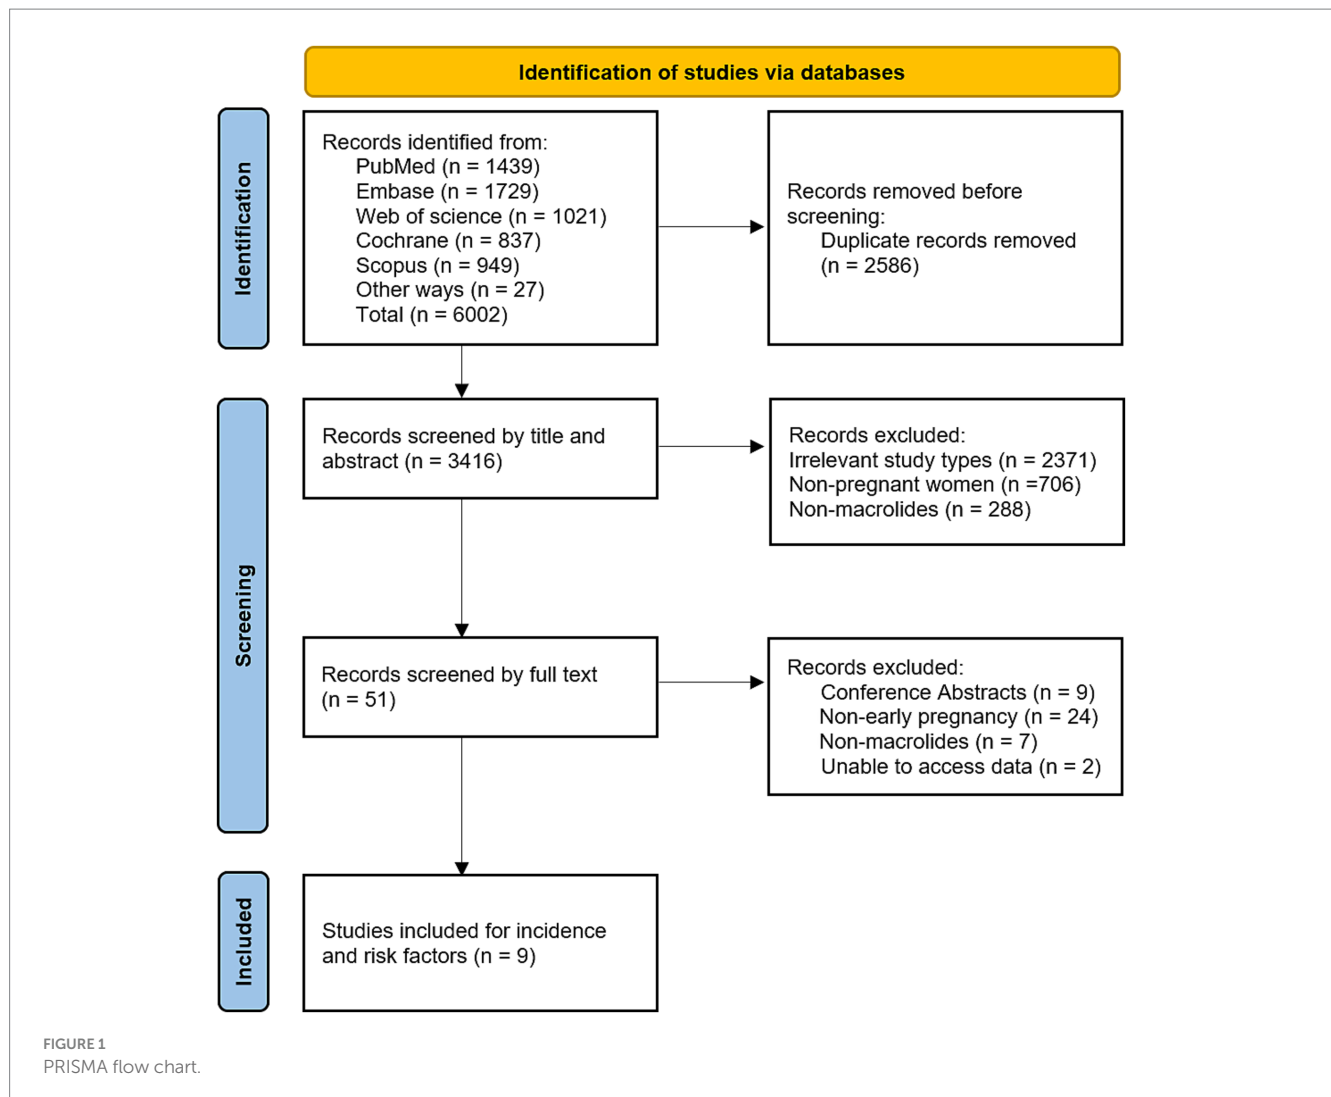 Identification of studies via databases
Identification
Records identified from:
PubMed (n = 1439)
Embase (n = 1729)
Web of science (n = 1021)
Cochrane (n = 837)
Scopus (n = 949)
Other ways (n = 27)
Total (n = 6002)
Records removed before
screening:
Duplicate records removed
(n = 2586)
Screening
Records screened by title and
abstract (n = 3416)
Records excluded:
Irrelevant study types (n = 2371)
Non-pregnant women (n =706)
Non-macrolides (n = 288)
Records screened by full text
(n = 51)
Records excluded:
Conference Abstracts (n = 9)
Non-early pregnancy (n = 24)
Non-macrolides (n = 7)
Unable to access data (n = 2)
Included
Studies included for incidence
and risk factors (n = 9)
FIGURE 1
PRISMA flow chart.